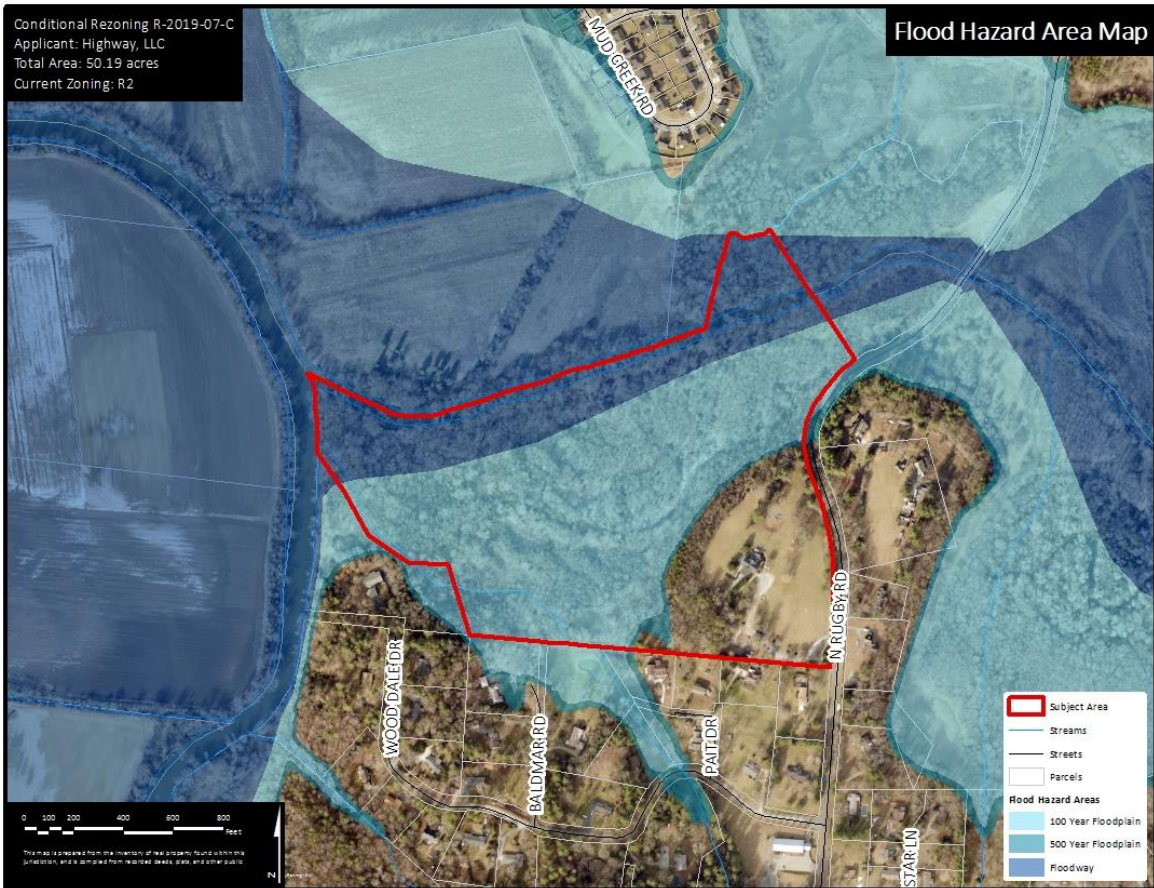 Conditional Rezoning R-2019-07-C
Applicant: Highway, LLC
Total Area: 50.19 acres
Current Zoning: R2
Flood Hazard Area Map
MUD CREEK RD
N RUGBY RD
WOOD DALE DR
BALDMAR RD
PAIT DR
STAR LN
Subject Area
Streams
Streets
Parcels
Flood Hazard Areas
100 Year Floodplain
500 Year Floodplain
Floodway
0 100 200 400 600 800
Feet
This map is prepared from the inventory of real property found within this
jurisdiction, and is compiled from recorded deeds, plats, and other public
N